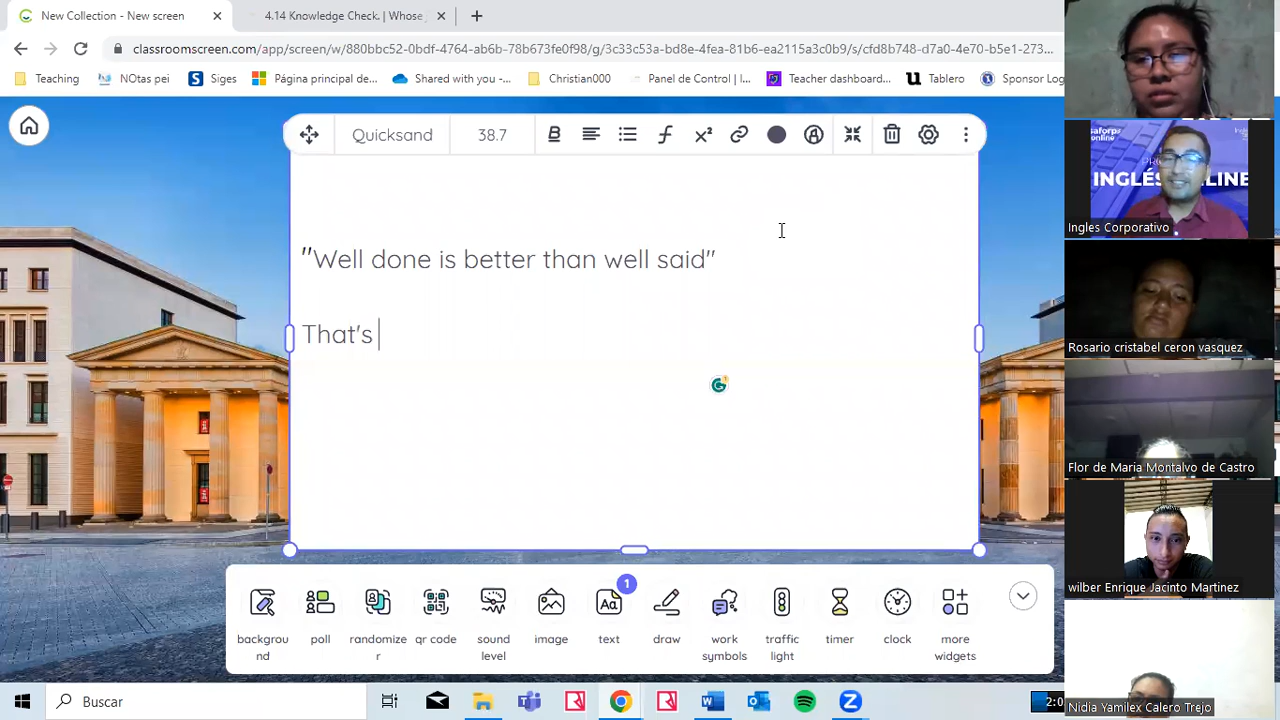 New Collection - New screen
4.14 Knowledge Check. | Whose
classroomscreen.com/app/screen/w/880bbc52-0bdf-4764-ab6b-78b673fe0f98/g/3c33c53a-bd8e-4fea-81b6-ea2115a3c0b9/s/cfd8b748-d7a0-4e70-b5e1-273...
Teaching
NOtas pei
Siges
Página principal de...
Shared with you -...
Christian000
Panel de Control | I...
Teacher dashboard...
Tablero
Sponsor Log
Quicksand
38.7
"Well done is better than well said"
That's
1
background
poll
randomizer
qr code
sound level
image
text
draw
work symbols
traffic light
timer
clock
more widgets
Buscar
2:0
INGLÉS
LINE
Ingles Corporativo
Rosario cristabel ceron vasquez
Flor de Maria Montalvo de Castro
wilber Enrique Jacinto Martinez
Nidia Yamilex Calero Trejo